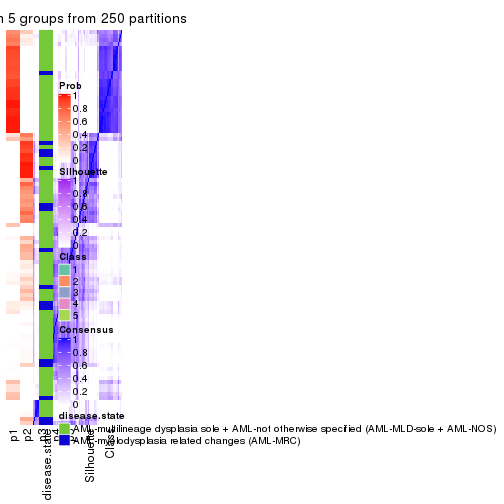 n 5 groups from 250 partitions
Prob
1
0.8
0.6
0.4
0.2
0
Silhouette
1
0.8
0.6
0.4
0.2
0
Class
1
2
3
4
5
Consensus
1
0.8
0.6
0.4
0.2
0
disease.state
AML-multilineage dysplasia sole + AML-not otherwise specified (AML-MLD-sole + AML-NOS)
AML-myelodysplasia related changes (AML-MRC)
p1
p2
p3
disease.state
Silhouette
Class